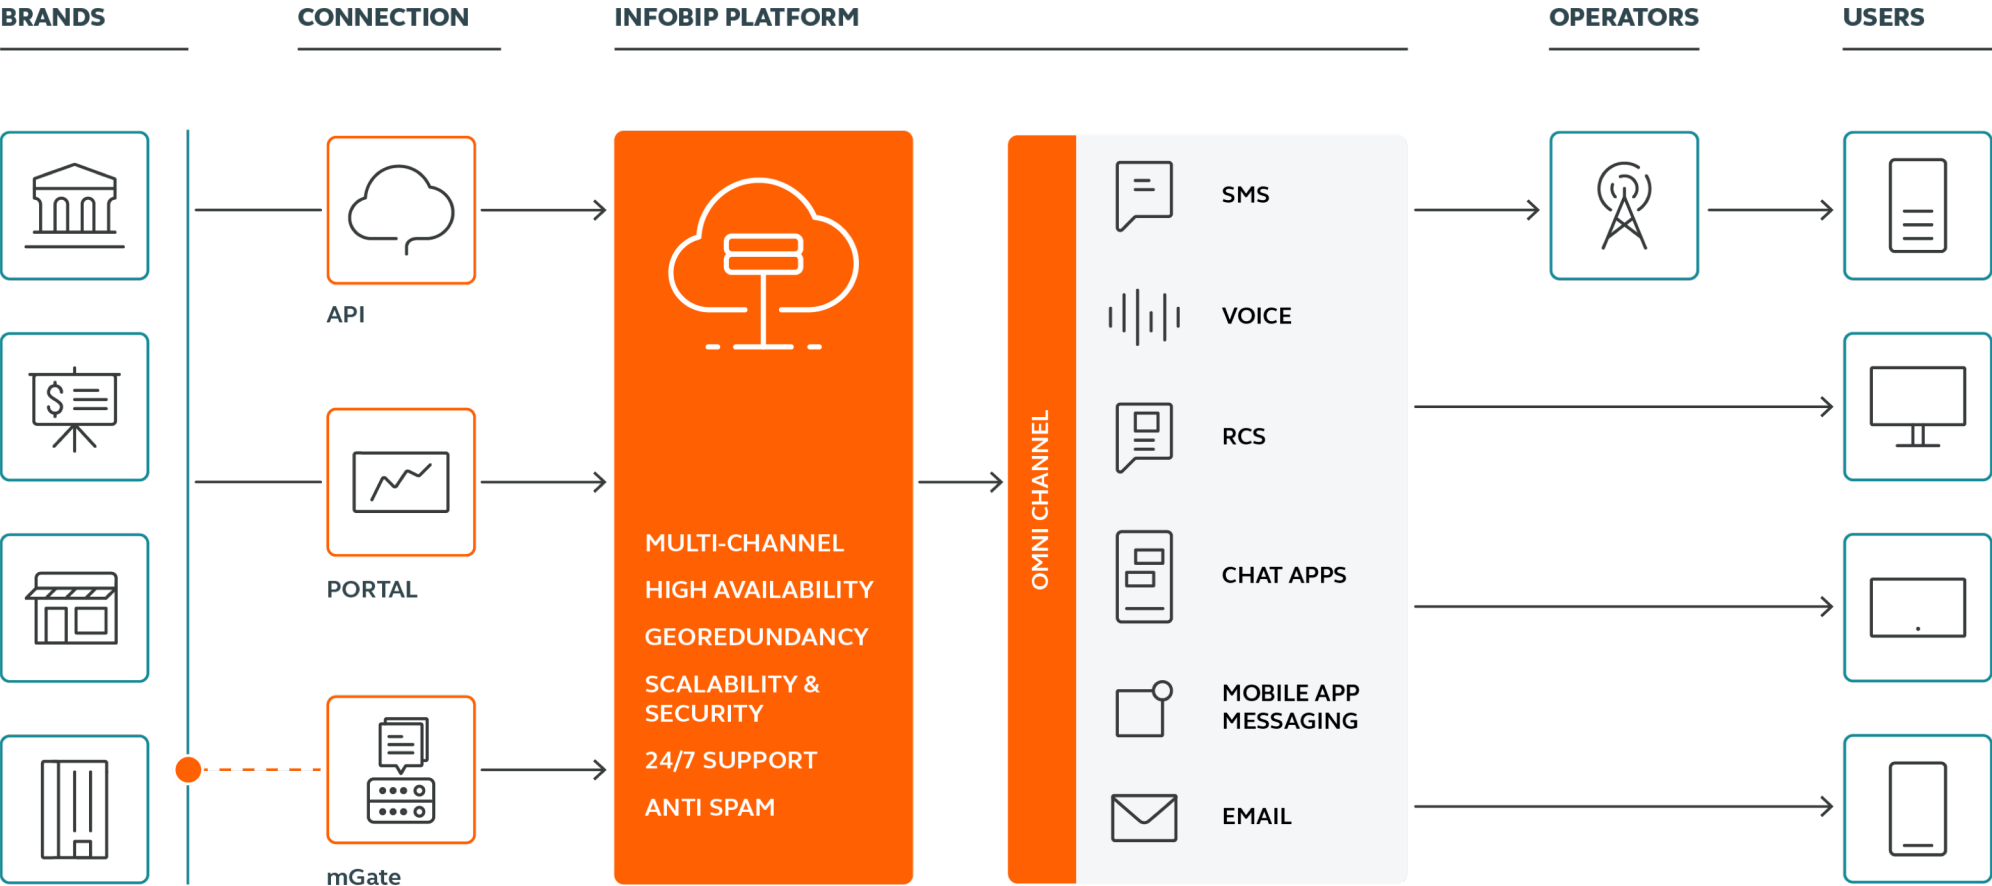 BRANDS
CONNECTION
INFOBIP PLATFORM
OPERATORS
USERS
API
PORTAL
mGate
$
MULTI-CHANNEL
HIGH AVAILABILITY
GEOREDUNDANCY
SCALABILITY &
SECURITY
24/7 SUPPORT
ANTI SPAM
OMNI CHANNEL
SMS
VOICE
RCS
CHAT APPS
MOBILE APP
MESSAGING
EMAIL